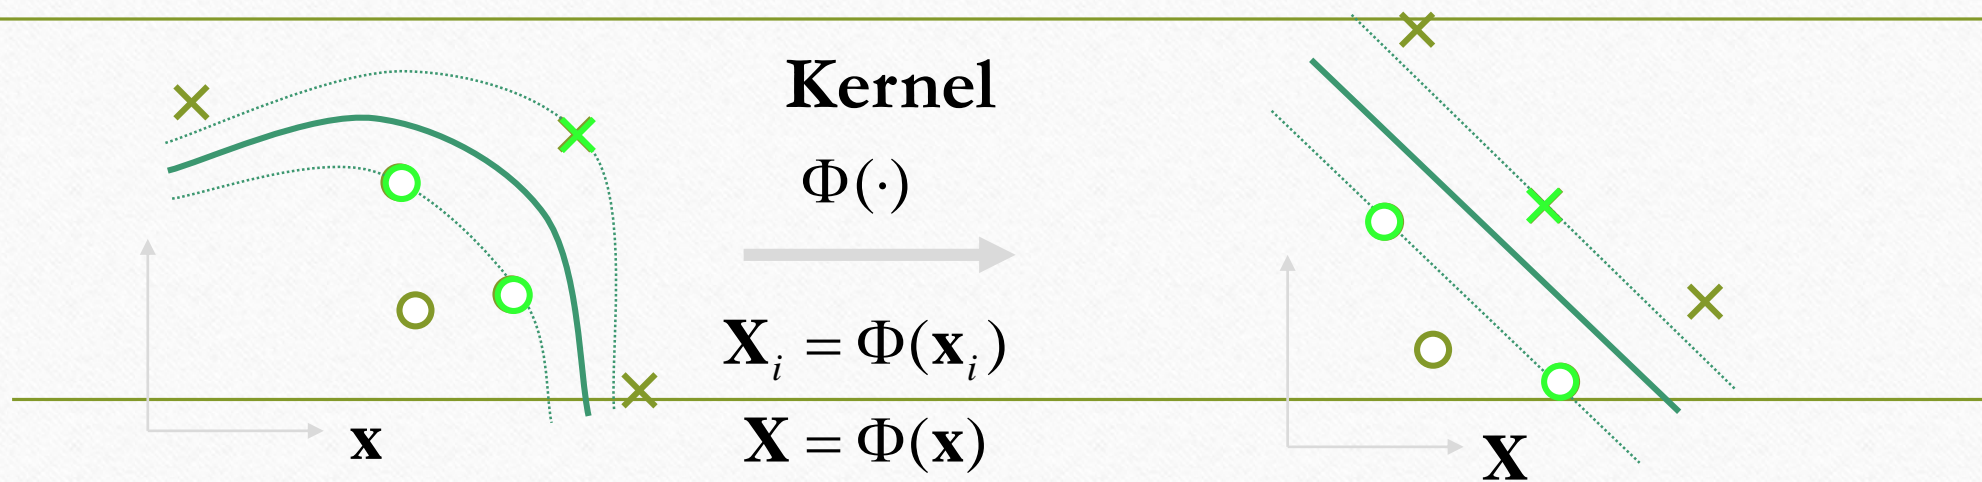 Kernel
Φ(·)
X_i = Φ(x_i)
X = Φ(x)
x
X